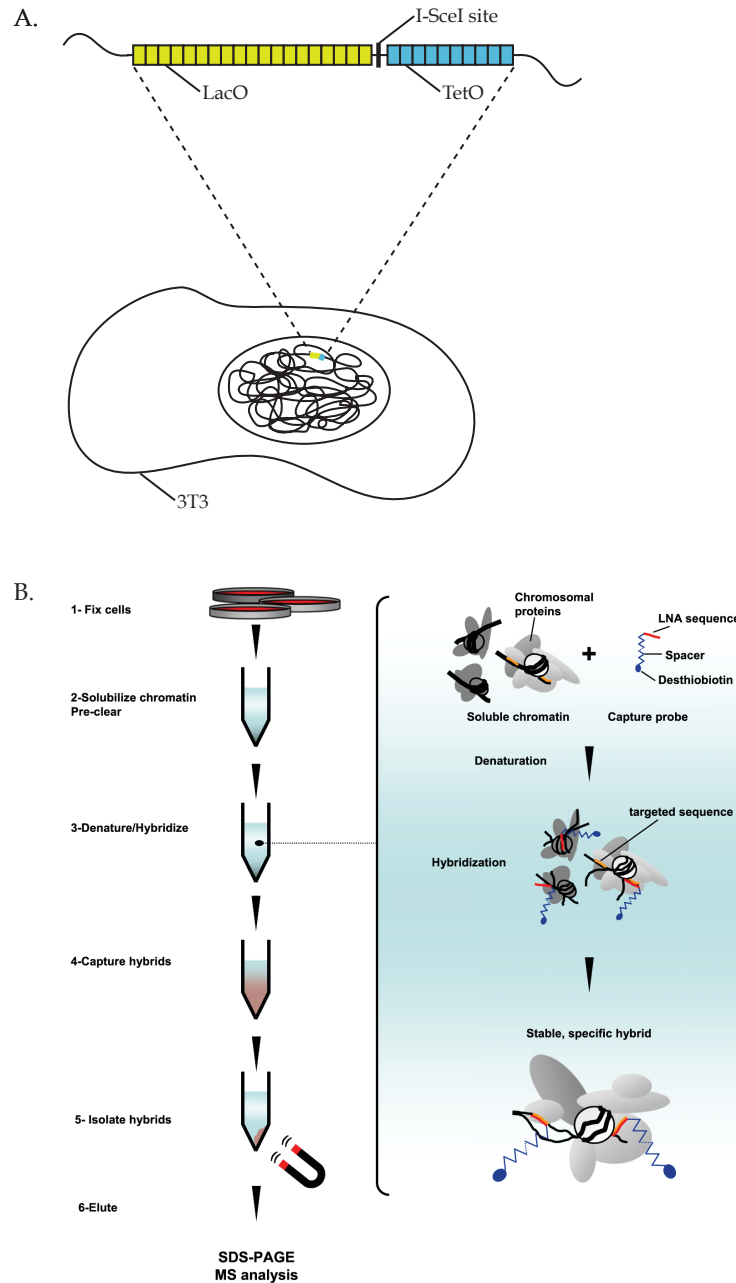 A.
I-SceI site
LacO
TetO
3T3
B.
1- Fix cells
2-Solubilize chromatin
Pre-clear
3-Denature/Hybridize
4-Capture hybrids
5- Isolate hybrids
6-Elute
SDS-PAGE
MS analysis
Chromosomal
proteins
+
LNA sequence
Spacer
Desthiobiotin
Soluble chromatin
Capture probe
Denaturation
targeted sequence
Hybridization
Stable, specific hybrid